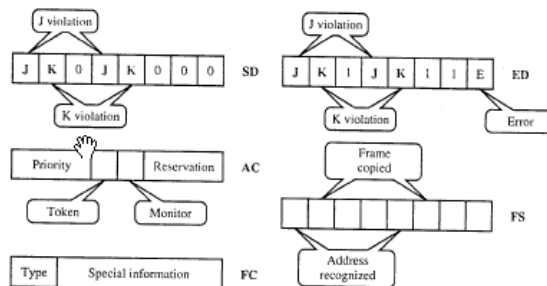 J violation
J K 0 J K 0 0 0 SD
K violation
Priority Reservation AC
Token Monitor
Type Special information FC
J violation
J K 1 J K 1 1 E ED
K violation Error
Frame
copied
FS
Address
recognized